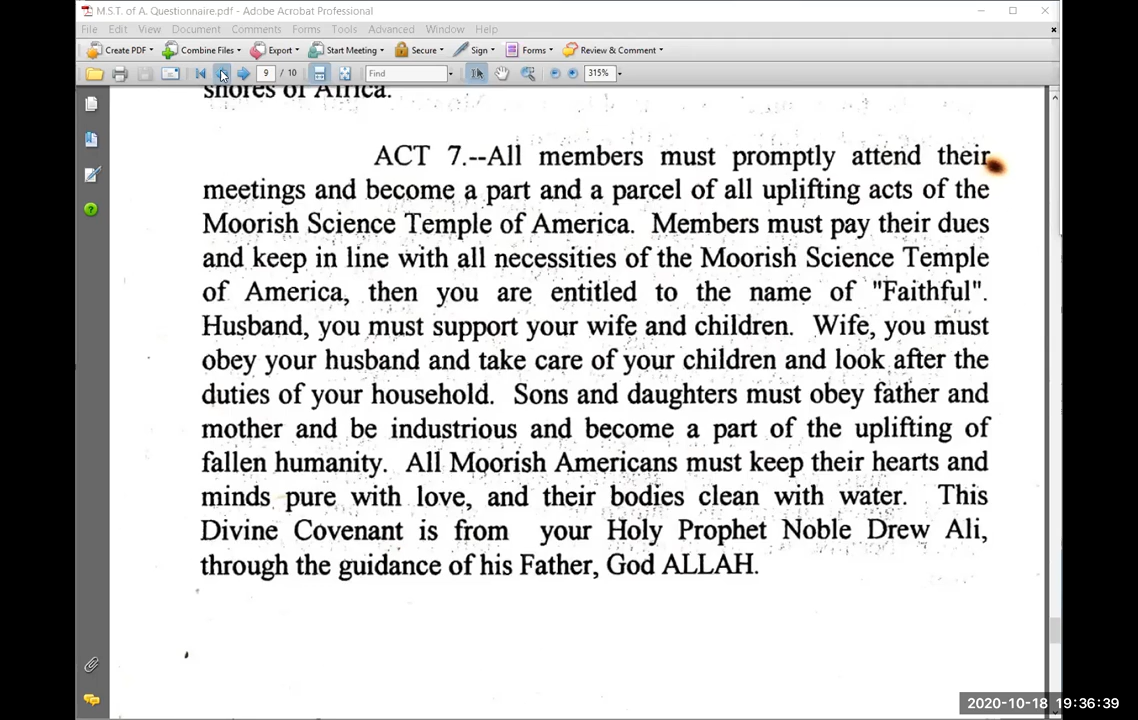 M.S.T. of A. Questionnaire.pdf - Adobe Acrobat Professional
File Edit View Document Comments Forms Tools Advanced Window Help
Create PDF Combine Files Export Start Meeting Secure Sign Forms Review & Comment
9 / 10 Find 315%
shores of Africa.
ACT 7.--All members must promptly attend their
meetings and become a part and a parcel of all uplifting acts of the
Moorish Science Temple of America. Members must pay their dues
and keep in line with all necessities of the Moorish Science Temple
of America, then you are entitled to the name of "Faithful".
Husband, you must support your wife and children. Wife, you must
obey your husband and take care of your children and look after the
duties of your household. Sons and daughters must obey father and
mother and be industrious and become a part of the uplifting of
fallen humanity. All Moorish Americans must keep their hearts and
minds pure with love, and their bodies clean with water. This
Divine Covenant is from your Holy Prophet Noble Drew Ali,
through the guidance of his Father, God ALLAH.
2020-10-18 19:36:39